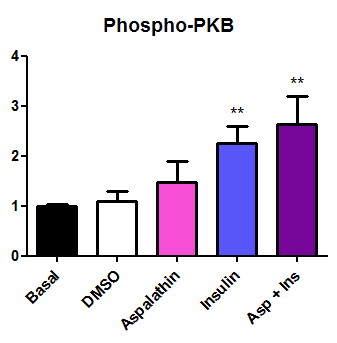 Phospho-PKB
4
3
2
1
0
**
**
Basal
DMSO
Aspalathin
Insulin
Asp + Ins